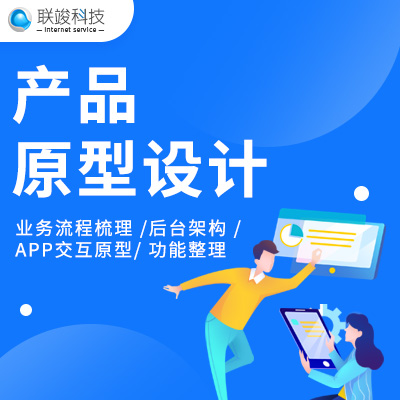 联竣科技
Internet service
产品
原型设计
业务流程梳理 /后台架构 /
APP交互原型/ 功能整理